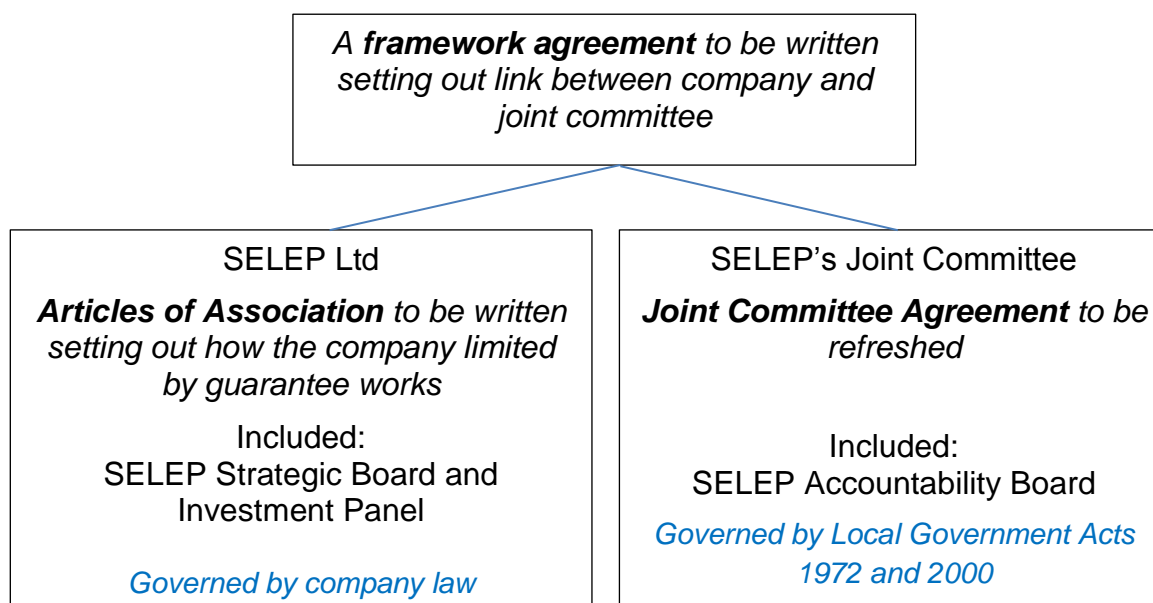 A framework agreement to be written
setting out link between company and
joint committee
SELEP Ltd
Articles of Association to be written
setting out how the company limited
by guarantee works
Included:
SELEP Strategic Board and
Investment Panel
Governed by company law
SELEP’s Joint Committee
Joint Committee Agreement to be
refreshed
Included:
SELEP Accountability Board
Governed by Local Government Acts
1972 and 2000